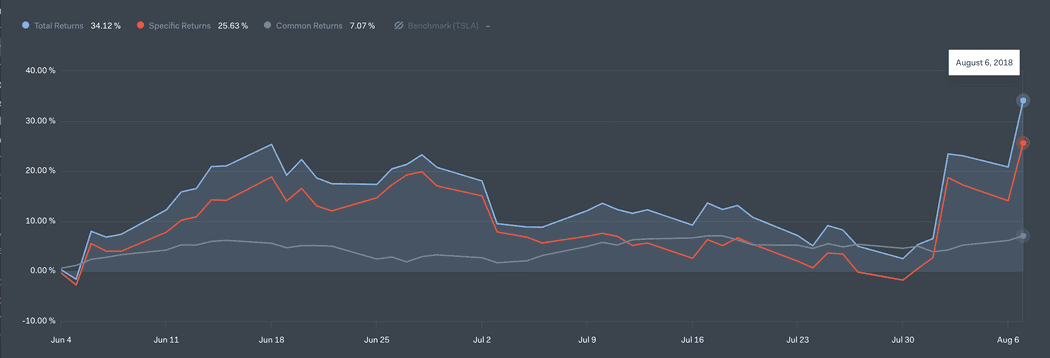 Total Returns 34.12 % Specific Returns 25.63 % Common Returns 7.07 % Benchmark (TSLA) –
August 6, 2018
40.00 %
30.00 %
20.00 %
10.00 %
0.00 %
-10.00 %
Jun 4 Jun 11 Jun 18 Jun 25 Jul 2 Jul 9 Jul 16 Jul 23 Jul 30 Aug 6